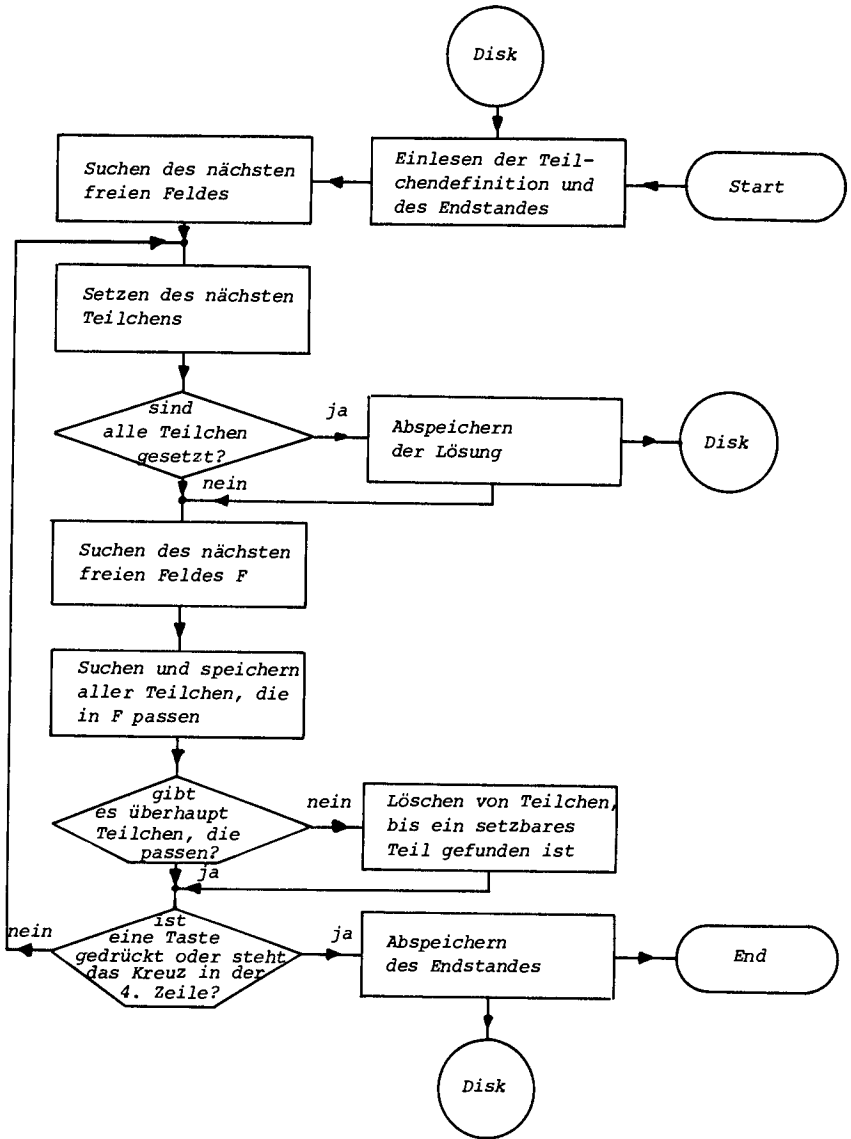 Disk
Suchen des nächsten
freien Feldes
Einlesen der Teil-
chendefinition und
des Endstandes
Start
Setzen des nächsten
Teilchens
sind
alle Teilchen
gesetzt?
ja
Abspeichern
der Lösung
Disk
nein
Suchen des nächsten
freien Feldes F
Suchen und speichern
aller Teilchen, die
in F passen
gibt
es überhaupt
Teilchen, die
passen?
nein
Löschen von Teilchen,
bis ein setzbares
Teil gefunden ist
ja
nein
ist
eine Taste
gedrückt oder steht
das Kreuz in der
4. Zeile?
ja
Abspeichern
des Endstandes
End
Disk